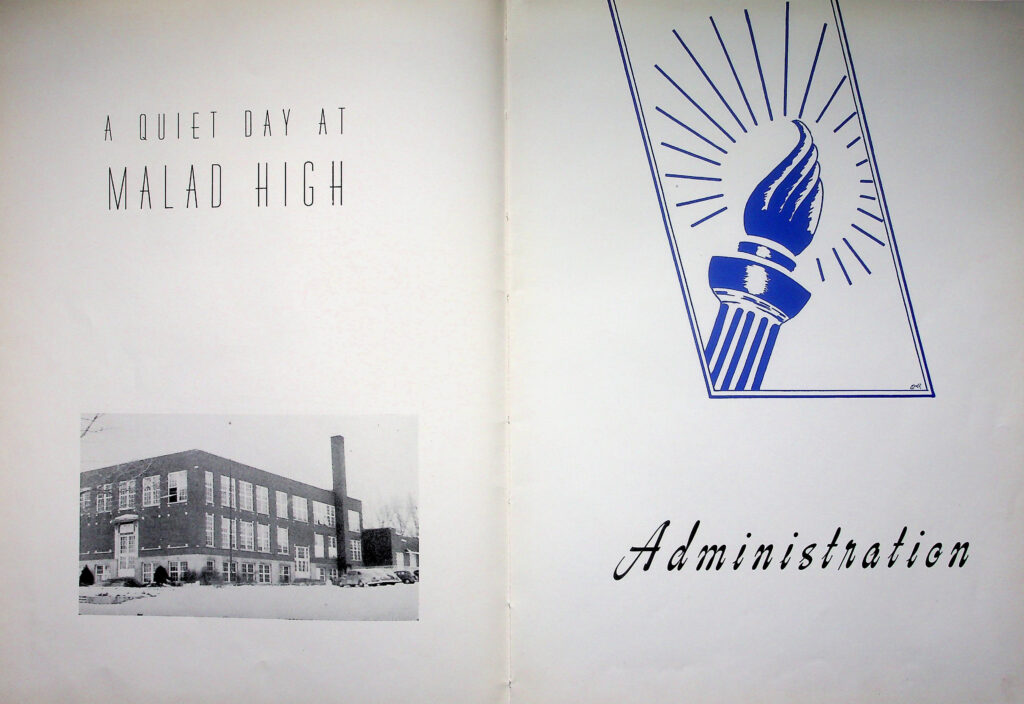 A QUIET DAY AT
MALAD HIGH
Administration